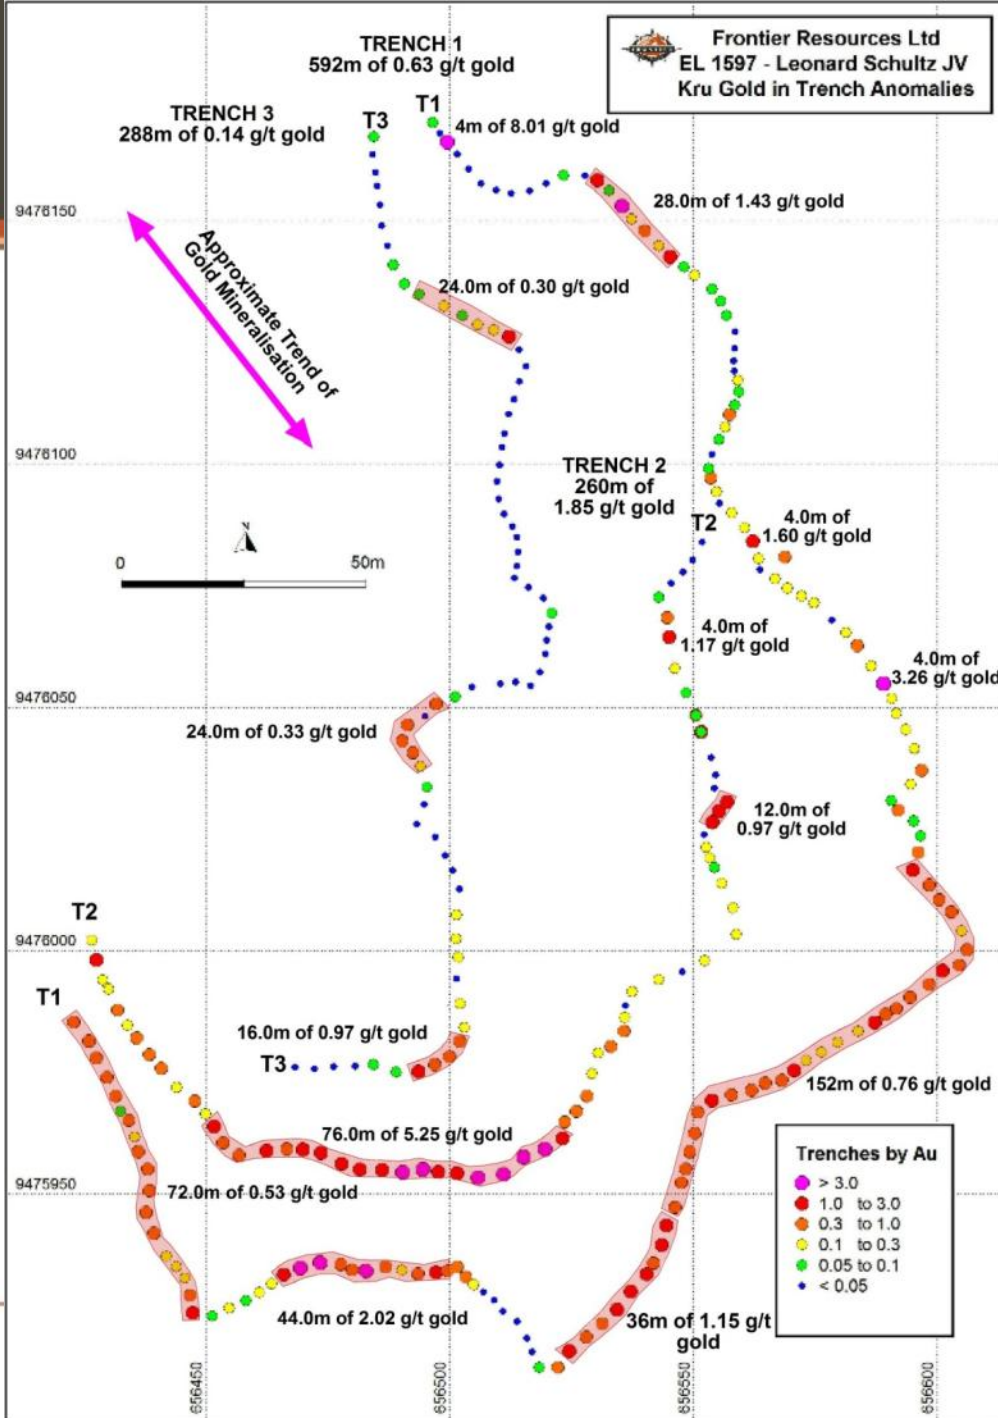 TRENCH 1
592m of 0.63 g/t gold
Frontier Resources Ltd
EL 1597 - Leonard Schultz JV
Kru Gold in Trench Anomalies
TRENCH 3
288m of 0.14 g/t gold
T3
T1
4m of 8.01 g/t gold
28.0m of 1.43 g/t gold
9476150
Approximate Trend of
Gold Mineralisation
24.0m of 0.30 g/t gold
9476100
TRENCH 2
260m of
1.85 g/t gold
T2
4.0m of
1.60 g/t gold
N
0
50m
4.0m of
1.17 g/t gold
4.0m of
3.26 g/t gold
9476050
24.0m of 0.33 g/t gold
12.0m of
0.97 g/t gold
T2
9476000
T1
16.0m of 0.97 g/t gold
T3
152m of 0.76 g/t gold
76.0m of 5.25 g/t gold
72.0m of 0.53 g/t gold
9475950
44.0m of 2.02 g/t gold
36m of 1.15 g/t
gold
Trenches by Au
> 3.0
1.0 to 3.0
0.3 to 1.0
0.1 to 0.3
0.05 to 0.1
< 0.05
656450
656500
656550
656600